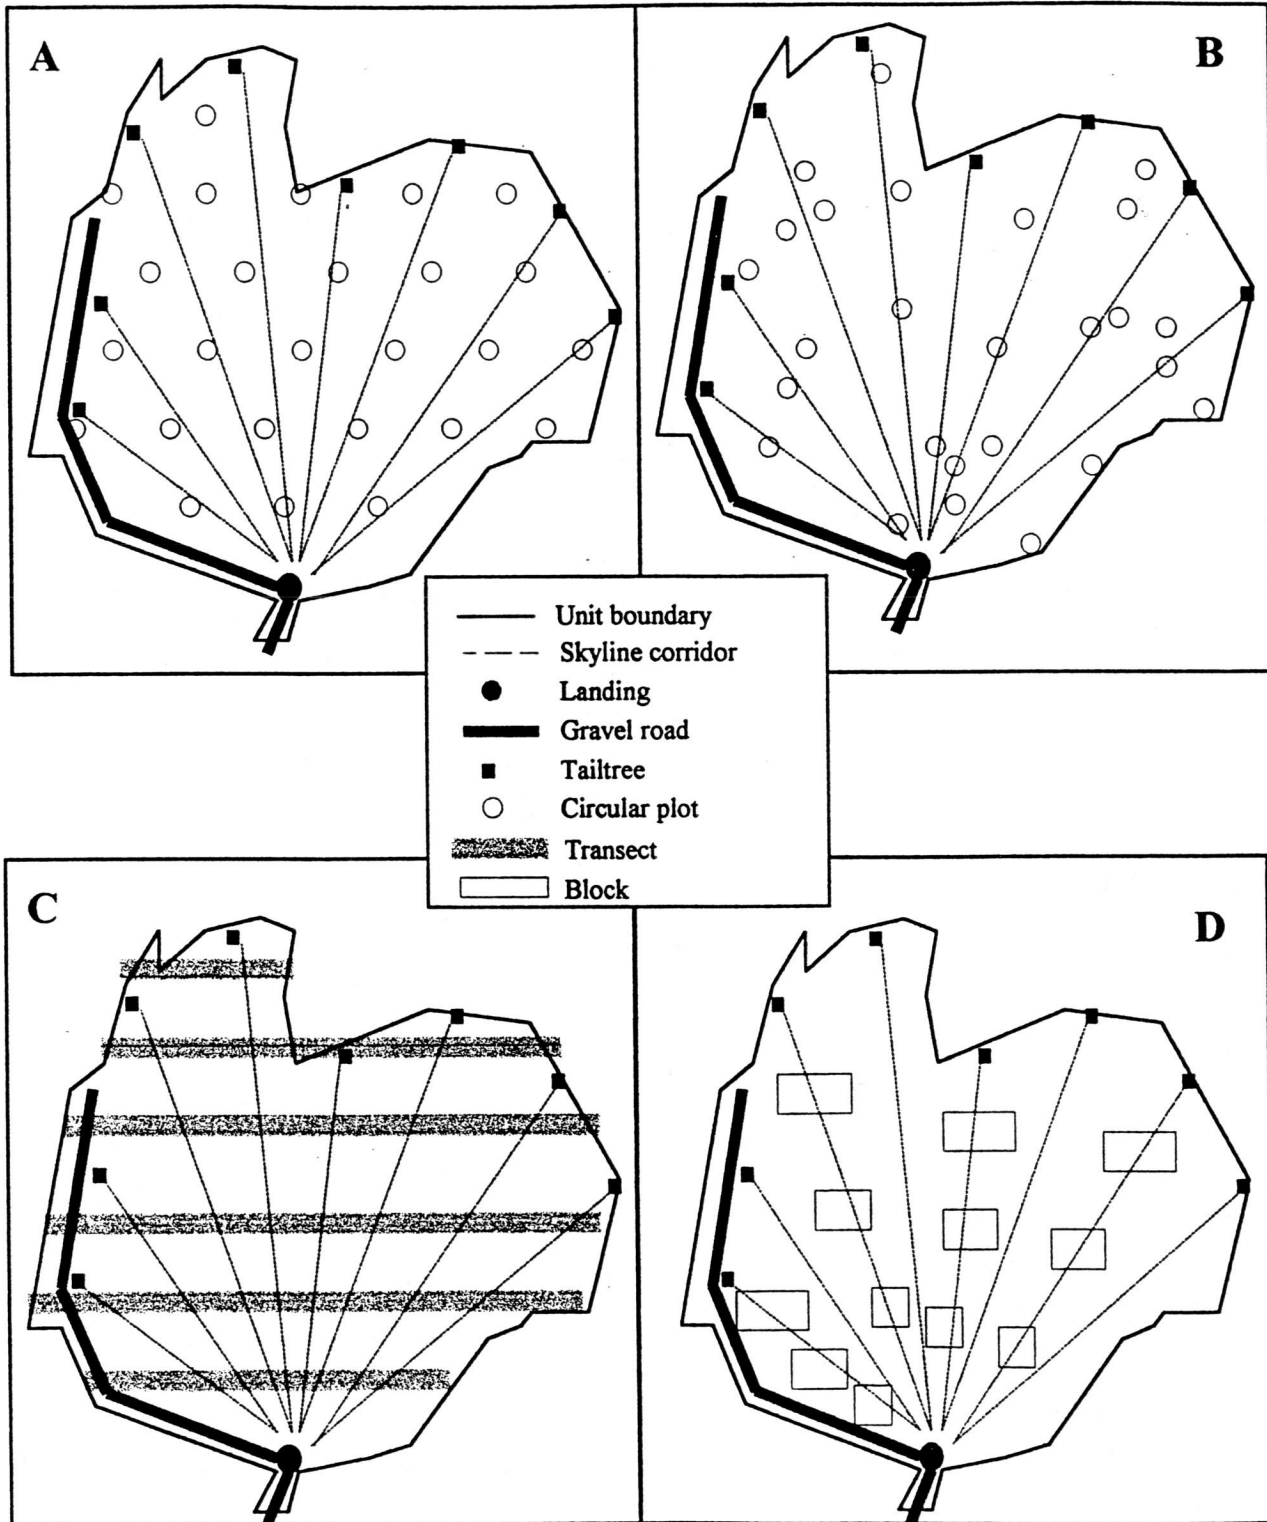 A
B
Unit boundary
Skyline corridor
Landing
Gravel road
Tailtree
Circular plot
Transect
Block
C
D